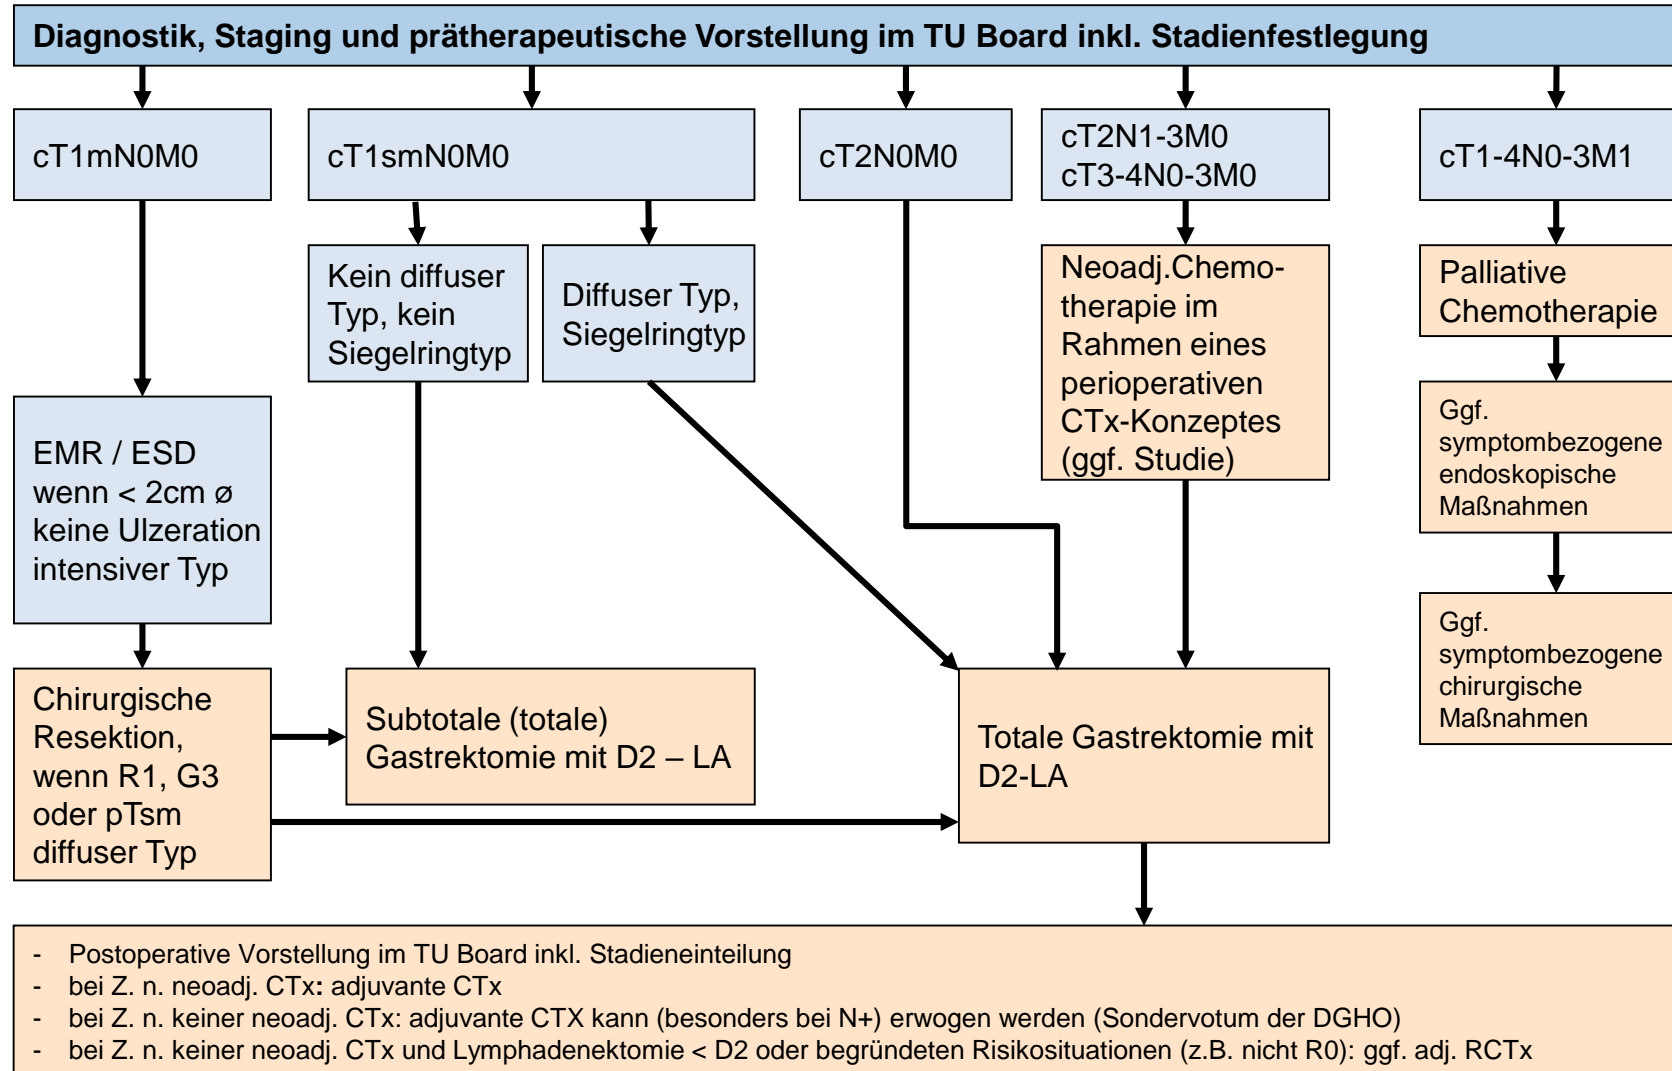 Diagnostik, Staging und prätherapeutische Vorstellung im TU Board inkl. Stadienfestlegung
cT1mN0M0
cT1smN0M0
cT2N0M0
cT2N1-3M0
cT3-4N0-3M0
cT1-4N0-3M1
Kein diffuser
Typ, kein
Siegelringtyp
Diffuser Typ,
Siegelringtyp
Neoadj.Chemo-
therapie im
Rahmen eines
perioperativen
CTx-Konzeptes
(ggf. Studie)
Palliative
Chemotherapie
EMR / ESD
wenn < 2cm ø
keine Ulzeration
intensiver Typ
Ggf.
symptombezogene
endoskopische
Maßnahmen
Ggf.
symptombezogene
chirurgische
Maßnahmen
Chirurgische
Resektion,
wenn R1, G3
oder pTsm
diffuser Typ
Subtotale (totale)
Gastrektomie mit D2 – LA
Totale Gastrektomie mit
D2-LA
- Postoperative Vorstellung im TU Board inkl. Stadieneinteilung
- bei Z. n. neoadj. CTx: adjuvante CTx
- bei Z. n. keiner neoadj. CTx: adjuvante CTX kann (besonders bei N+) erwogen werden (Sondervotum der DGHO)
- bei Z. n. keiner neoadj. CTx und Lymphadenektomie < D2 oder begründeten Risikosituationen (z.B. nicht R0): ggf. adj. RCTx